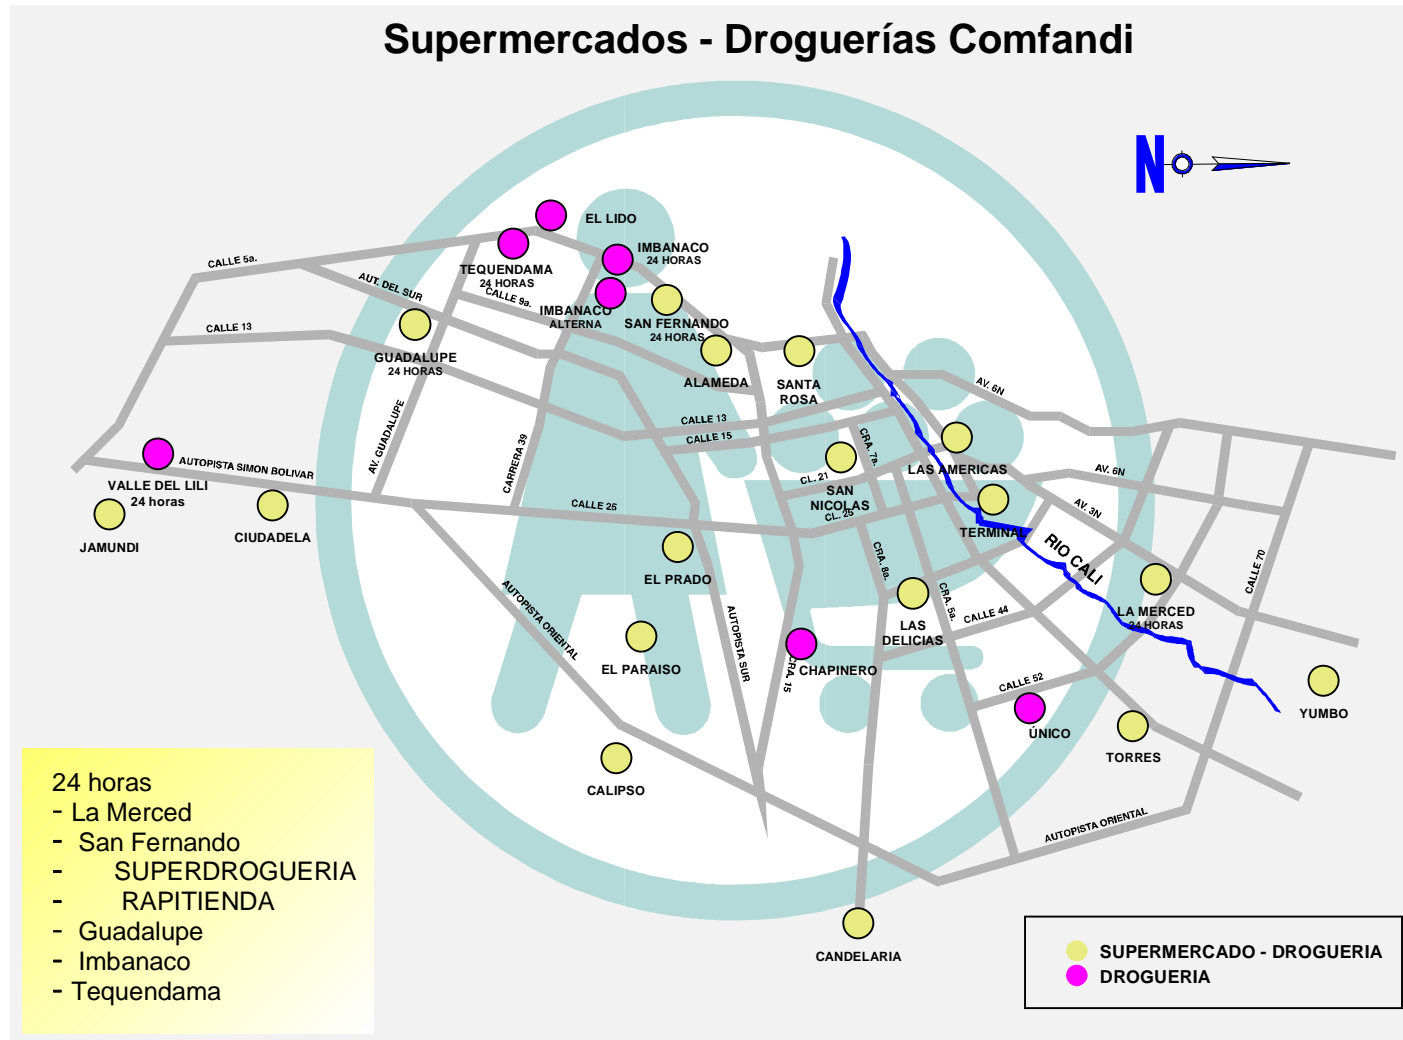 Supermercados - Droguerías Comfandi
N
EL LIDO
CALLE 5a.
IMBANACO
24 HORAS
TEQUENDAMA
24 HORAS
AUT. DEL SUR
CALLE 9a.
IMBANACO
ALTERNA
SAN FERNANDO
24 HORAS
CALLE 13
GUADALUPE
24 HORAS
ALAMEDA
SANTA
ROSA
AV. 6N
AV. GUADALUPE
CARRERA 39
CALLE 13
CALLE 15
CRA. 7a.
LAS AMERICAS
AV. 6N
AUTOPISTA SIMON BOLIVAR
VALLE DEL LILI
24 horas
CL. 21
SAN
NICOLAS
CL. 25
CALLE 25
AV. 3N
TERMINAL
JAMUNDI
CIUDADELA
RIO CALI
CALLE 70
EL PRADO
CRA. 8a.
CRA. 5a.
AUTOPISTA ORIENTAL
AUTOPISTA SUR
LAS
DELICIAS
CALLE 44
LA MERCED
24 HORAS
EL PARAISO
CRA. 15
CHAPINERO
CALLE 52
YUMBO
ÚNICO
TORRES
CALIPSO
AUTOPISTA ORIENTAL
24 horas
- La Merced
- San Fernando
- SUPERDROGUERIA
- RAPITIENDA
- Guadalupe
- Imbanaco
- Tequendama
CANDELARIA
SUPERMERCADO - DROGUERIA
DROGUERIA